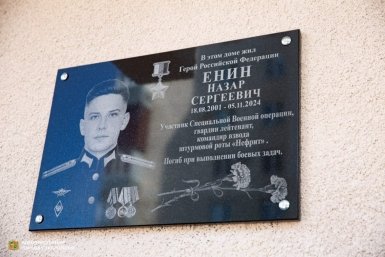 В этом доме жил
Герой Российской Федерации
ЕНИН
НАЗАР
СЕРГЕЕВИЧ
18.08.2001 - 05.11.2024
Участник Специальной Военной операции,
гвардии лейтенант,
командир взвода
штурмовой роты «Нефрит» .
Погиб при выполнении боевых задач.